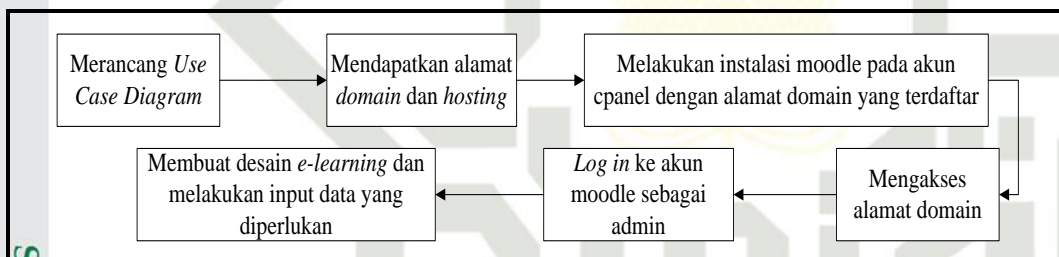 Merancang Use
Case Diagram
Mendapatkan alamat
domain dan hosting
Melakukan instalasi moodle pada akun
cpanel dengan alamat domain yang terdaftar
Mengakses
alamat domain
Log in ke akun
moodle sebagai
admin
Membuat desain e-learning dan
melakukan input data yang
diperlukan